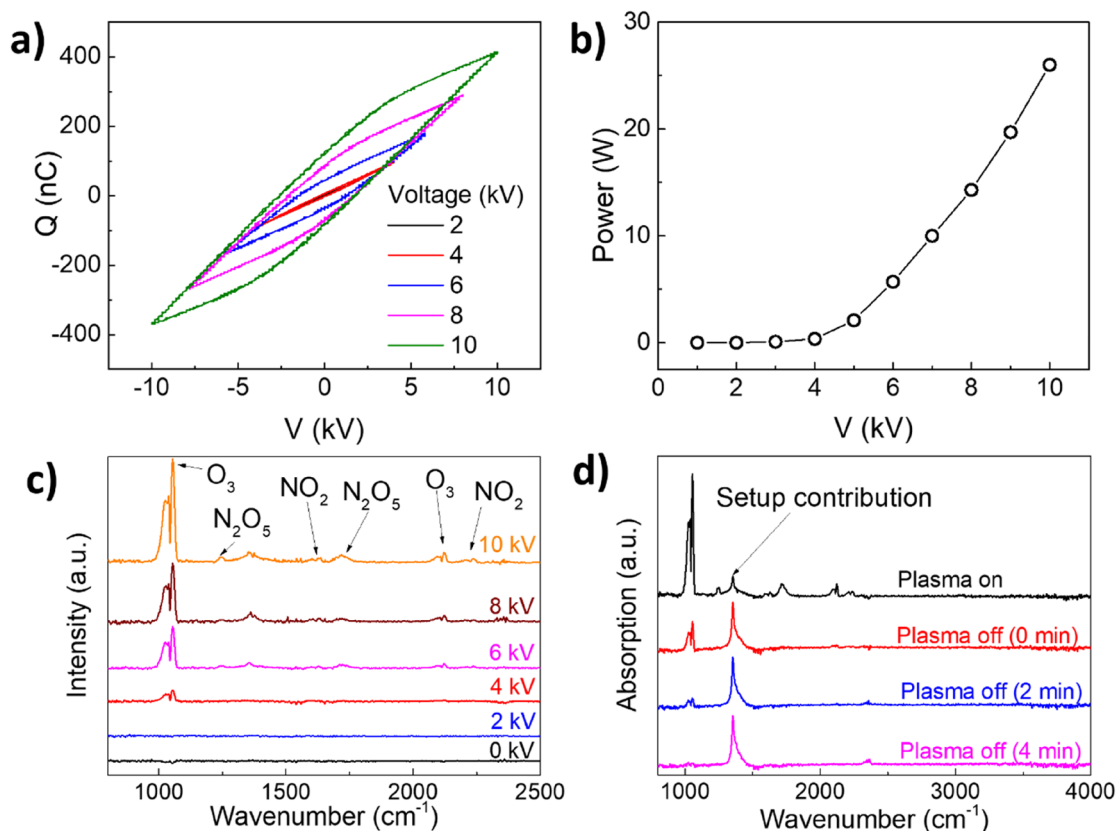 a)
400
200
0
-200
-400
Q (nC)
Voltage (kV)
2
4
6
8
10
-10
-5
0
5
10
V (kV)
b)
30
20
10
0
Power (W)
0
2
4
6
8
10
V (kV)
c)
O3
N2O5
NO2
N2O5
O3
NO2
10 kV
8 kV
6 kV
4 kV
2 kV
0 kV
Intensity (a.u.)
1000
1500
2000
2500
Wavenumber (cm-1)
d)
Setup contribution
Plasma on
Plasma off (0 min)
Plasma off (2 min)
Plasma off (4 min)
Absorption (a.u.)
1000
2000
3000
4000
Wavenumber (cm-1)